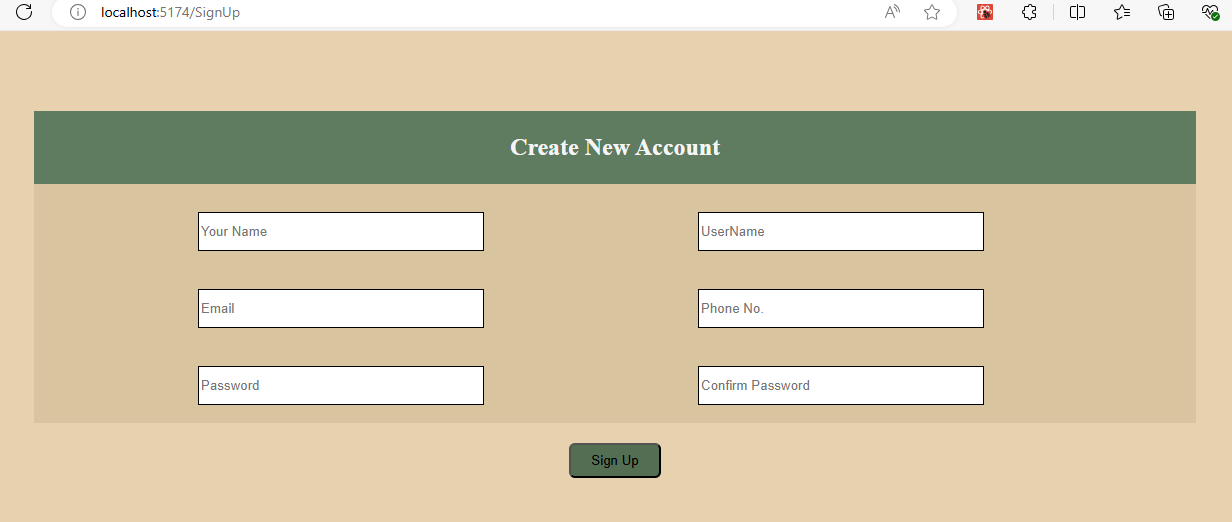 localhost:5174/SignUp
Create New Account
Your Name
UserName
Email
Phone No.
Password
Confirm Password
Sign Up